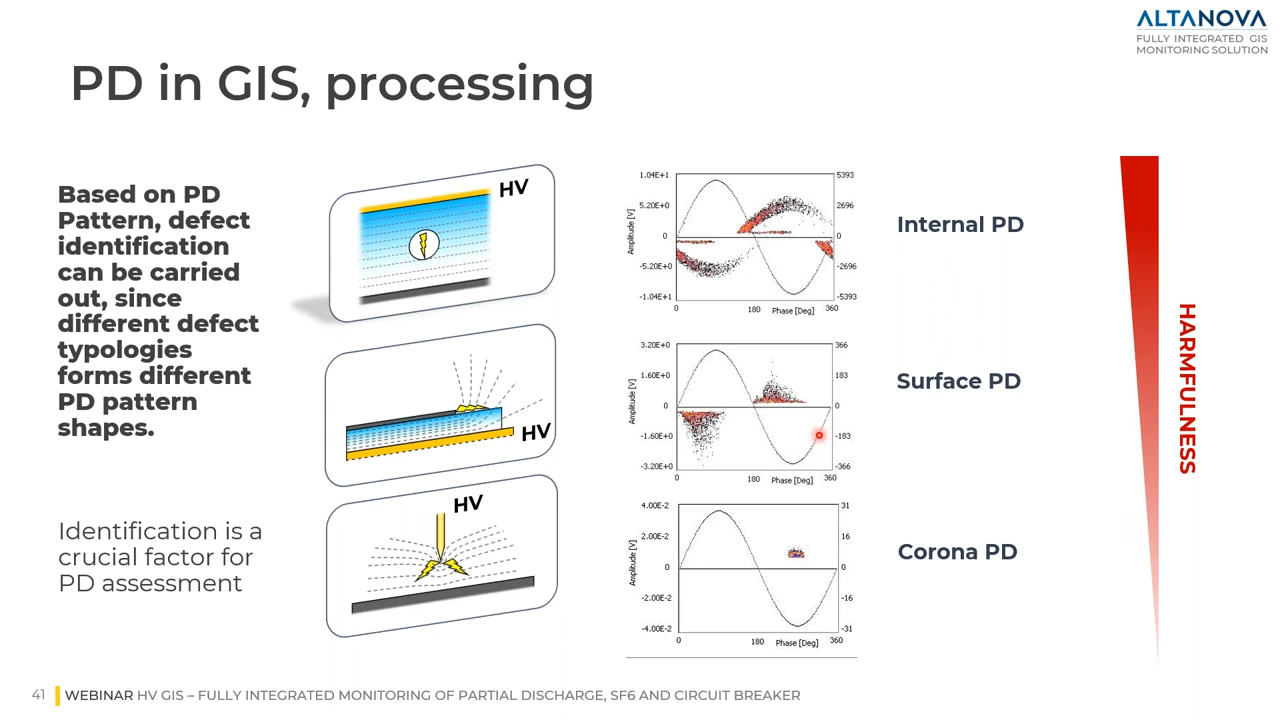 ALTANOVA
FULLY INTEGRATED GIS
MONITORING SOLUTION
PD in GIS, processing
Based on PD
Pattern, defect
identification
can be carried
out, since
different defect
typologies
forms different
PD pattern
shapes.
Identification is a
crucial factor for
PD assessment
HV
HV
HV
1.04E+1
5.20E+0
0
-5.20E+0
-1.04E+1
Amplitude [V]
5393
2696
0
-2696
-5393
0
180
Phase [Deg]
360
Internal PD
3.20E+0
1.60E+0
0
-1.60E+0
-3.20E+0
Amplitude [V]
366
183
0
-183
-366
0
180
Phase [Deg]
360
Surface PD
4.00E-2
2.00E-2
0
-2.00E-2
-4.00E-2
Amplitude [V]
31
16
0
-16
-31
0
180
Phase [Deg]
360
Corona PD
HARMFULNESS
41
WEBINAR HV GIS – FULLY INTEGRATED MONITORING OF PARTIAL DISCHARGE, SF6 AND CIRCUIT BREAKER